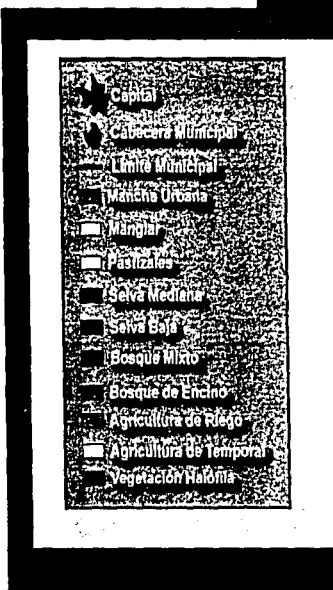 Capital
Cabecera Municipal
Límite Municipal
Mancha Urbana
Manglar
Pastizales
Selva Mediana
Selva Baja
Bosque Mixto
Bosque de Encino
Agricultura de Riego
Agricultura de Temporal
Vegetación Halófila